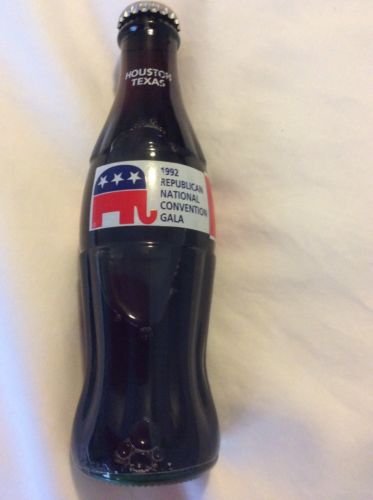 HOUSTON
TEXAS
1992
REPUBLICAN
NATIONAL
CONVENTION
GALA